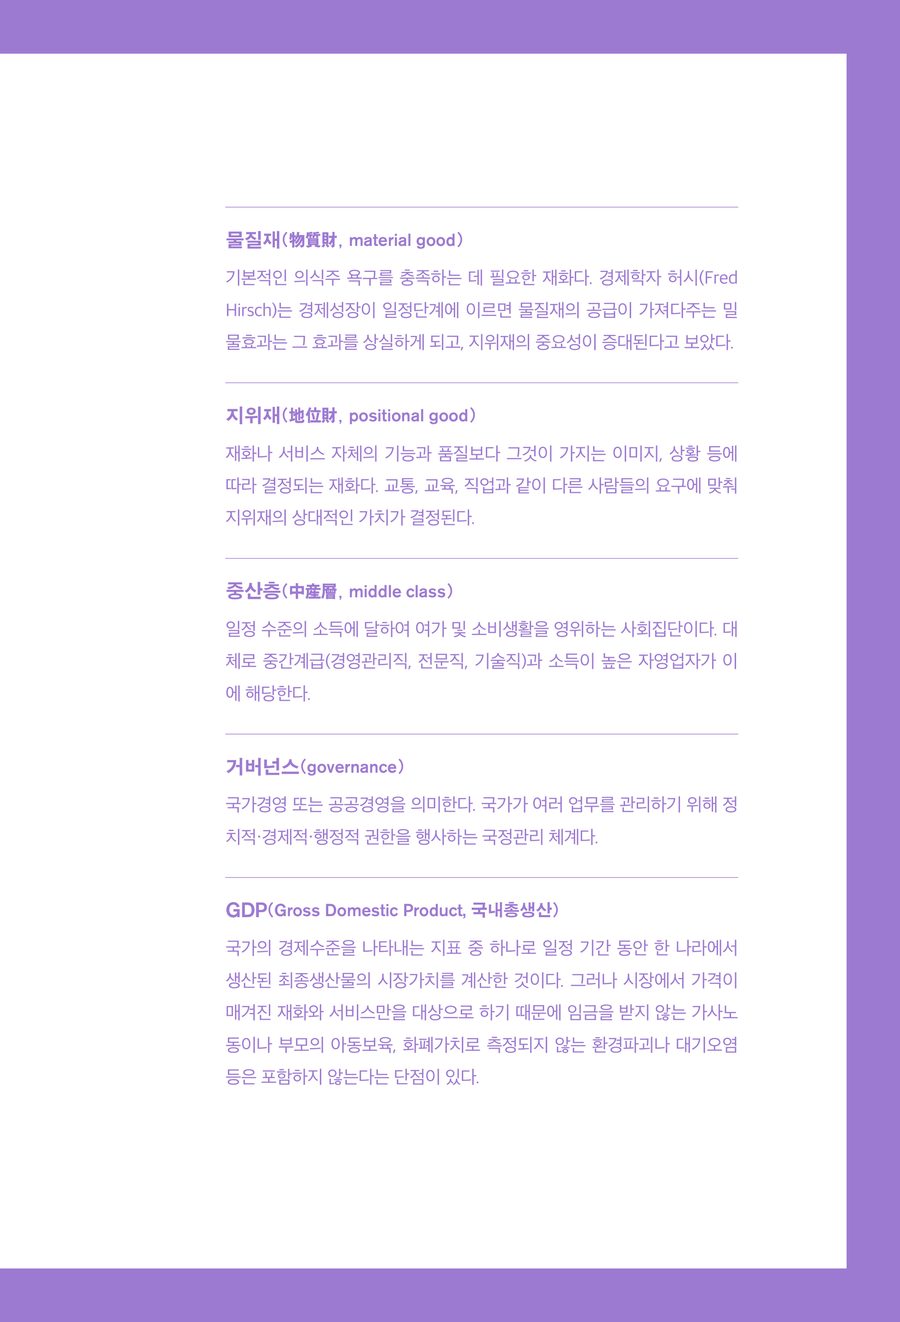 물질재(物質財, material good)
기본적인 의식주 욕구를 충족하는 데 필요한 재화다. 경제학자 허시(Fred
Hirsch)는 경제성장이 일정단계에 이르면 물질재의 공급이 가져다주는 밀
물효과는 그 효과를 상실하게 되고, 지위재의 중요성이 증대된다고 보았다.
지위재(地位財, positional good)
재화나 서비스 자체의 기능과 품질보다 그것이 가지는 이미지, 상황 등에
따라 결정되는 재화다. 교통, 교육, 직업과 같이 다른 사람들의 요구에 맞춰
지위재의 상대적인 가치가 결정된다.
중산층(中産層, middle class)
일정 수준의 소득에 달하여 여가 및 소비생활을 영위하는 사회집단이다. 대
체로 중간계급(경영관리직, 전문직, 기술직)과 소득이 높은 자영업자가 이
에 해당한다.
거버넌스(governance)
국가경영 또는 공공경영을 의미한다. 국가가 여러 업무를 관리하기 위해 정
치적·경제적·행정적 권한을 행사하는 국정관리 체계다.
GDP(Gross Domestic Product, 국내총생산)
국가의 경제수준을 나타내는 지표 중 하나로 일정 기간 동안 한 나라에서
생산된 최종생산물의 시장가치를 계산한 것이다. 그러나 시장에서 가격이
매겨진 재화와 서비스만을 대상으로 하기 때문에 임금을 받지 않는 가사노
동이나 부모의 아동보육, 화폐가치로 측정되지 않는 환경파괴나 대기오염
등은 포함하지 않는다는 단점이 있다.